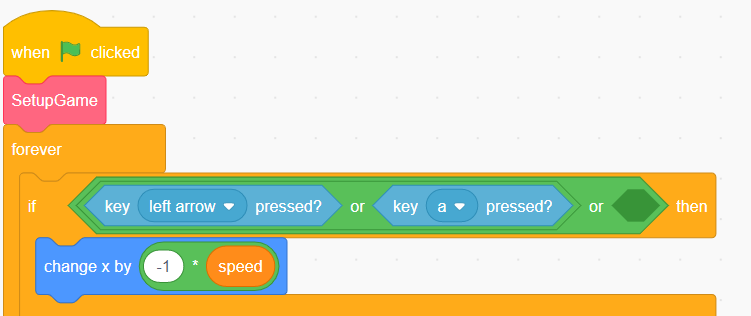 when clicked
SetupGame
forever
if key left arrow pressed? or key a pressed? or then
change x by -1 * speed